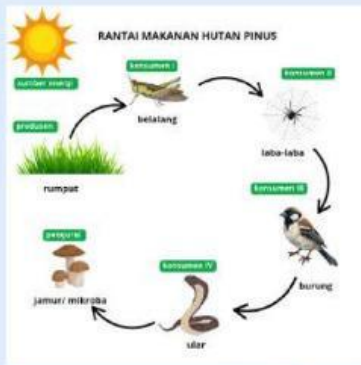 RANTAI MAKANAN HUTAN PINUS
konsumen I
konsumen II
sumber energi
belalang
produsen
laba-laba
rumput
konsumen III
pengurai
konsumen IV
burung
jamur/ mikroba
ular